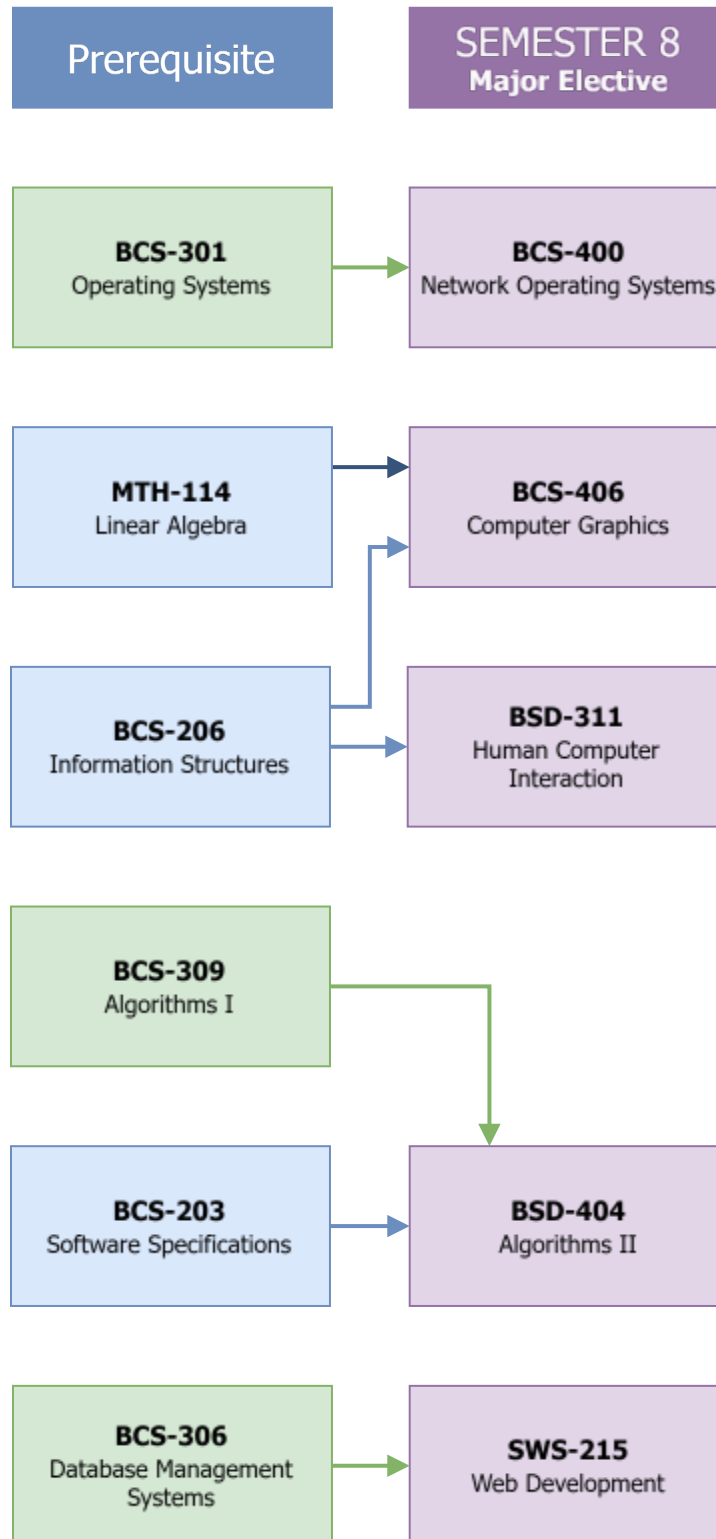 Prerequisite
SEMESTER 8
Major Elective
BCS-301
Operating Systems
BCS-400
Network Operating Systems
MTH-114
Linear Algebra
BCS-406
Computer Graphics
BCS-206
Information Structures
BSD-311
Human Computer
Interaction
BCS-309
Algorithms I
BCS-203
Software Specifications
BSD-404
Algorithms II
BCS-306
Database Management
Systems
SWS-215
Web Development